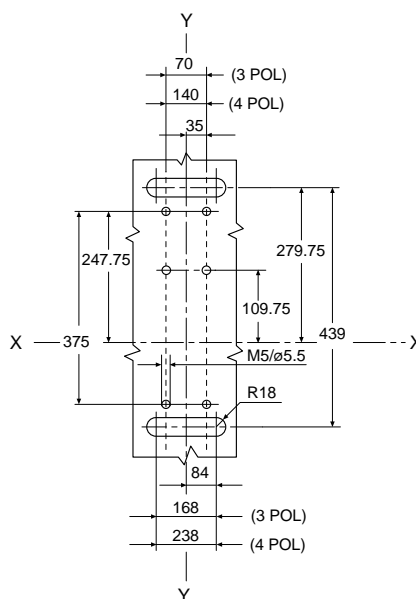 Y
70 (3 POL)
140 (4 POL)
35
247.75
279.75
109.75
X 375 439 X
M5/ø5.5
R18
84
168 (3 POL)
238 (4 POL)
Y